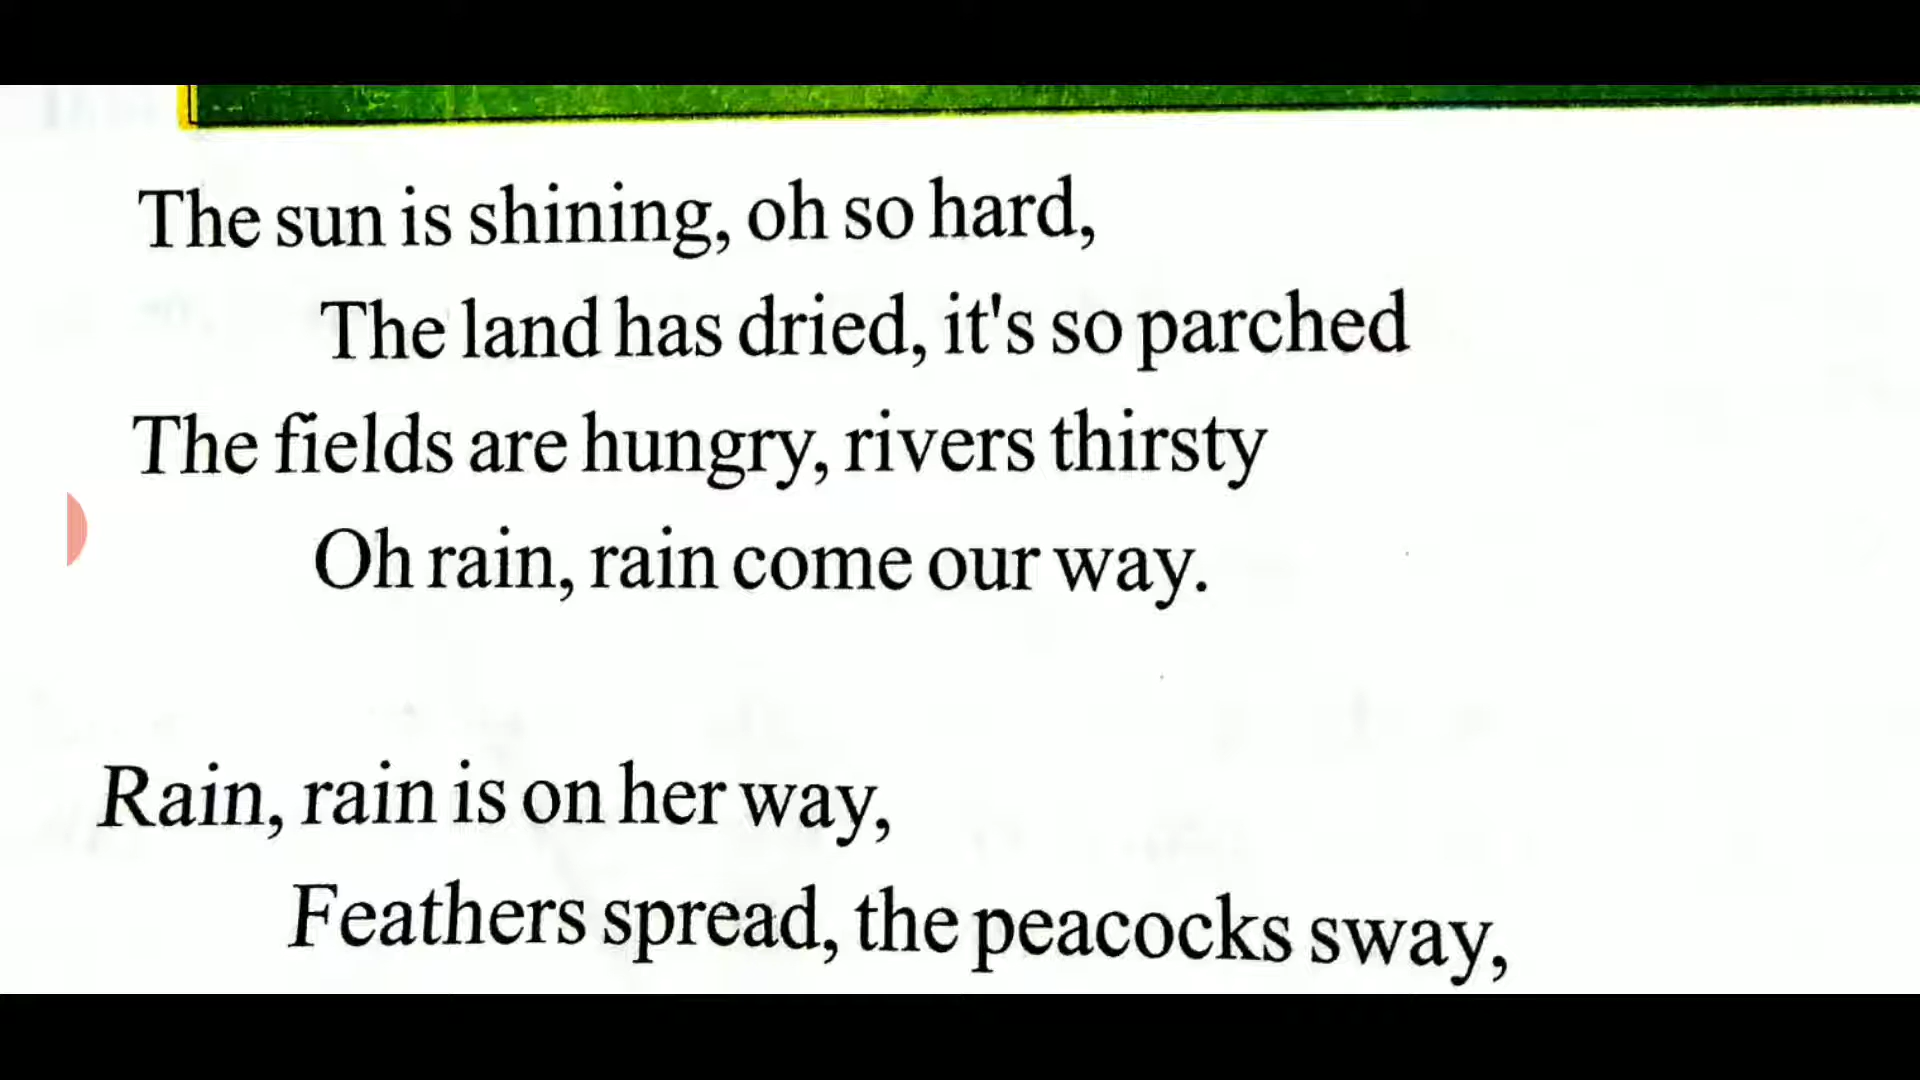 The sun is shining, oh so hard,
The land has dried, it's so parched
The fields are hungry, rivers thirsty
Oh rain, rain come our way.
Rain, rain is on her way,
Feathers spread, the peacocks sway,